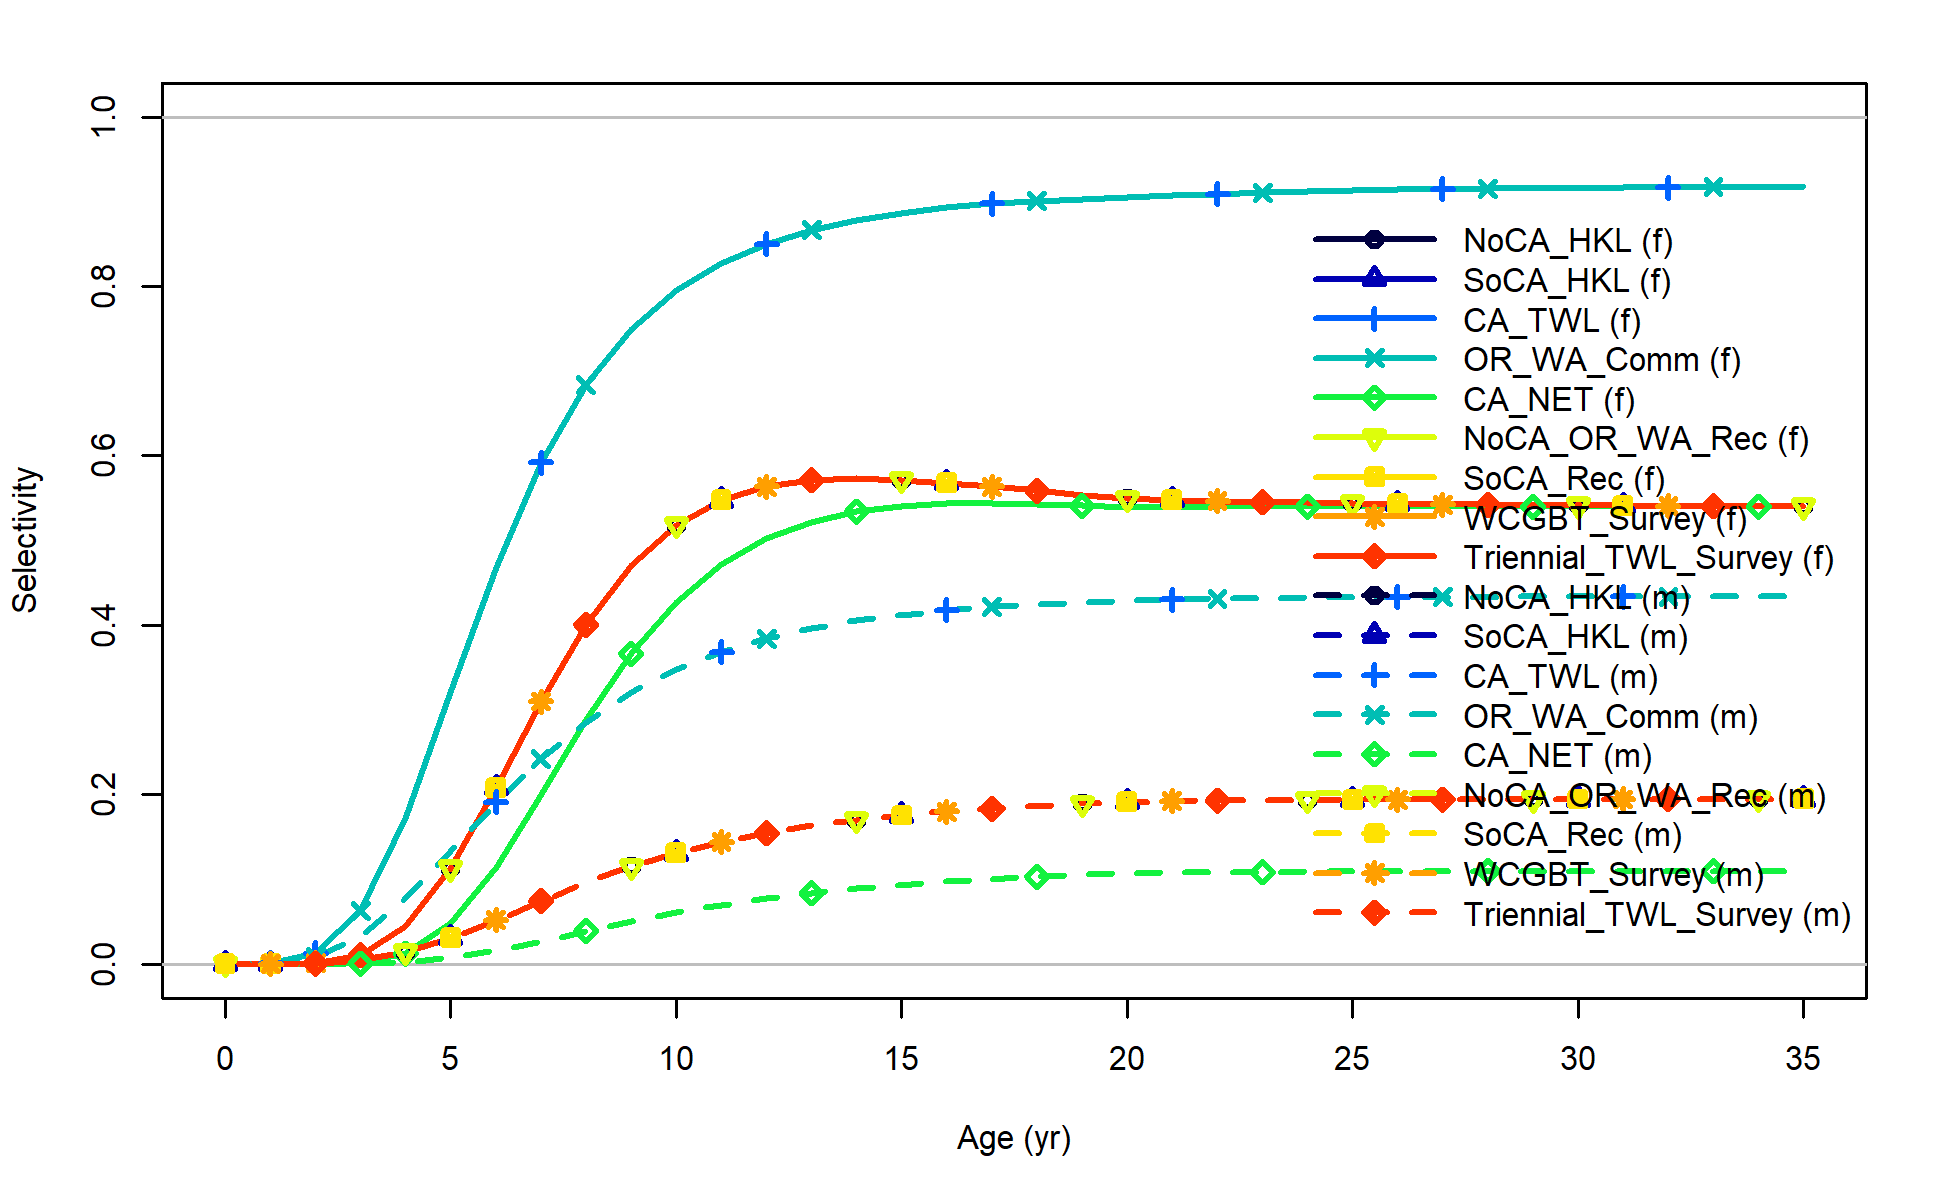 1.0
0.8
0.6
0.4
0.2
0.0
Selectivity
NoCA_HKL (f)
SoCA_HKL (f)
CA_TWL (f)
OR_WA_Comm (f)
CA_NET (f)
NoCA_OR_WA_Rec (f)
SoCA_Rec (f)
WCGBT_Survey (f)
Triennial_TWL_Survey (f)
NoCA_HKL (m)
SoCA_HKL (m)
CA_TWL (m)
OR_WA_Comm (m)
CA_NET (m)
NoCA_OR_WA_Rec (m)
SoCA_Rec (m)
WCGBT_Survey (m)
Triennial_TWL_Survey (m)
0 5 10 15 20 25 30 35
Age (yr)